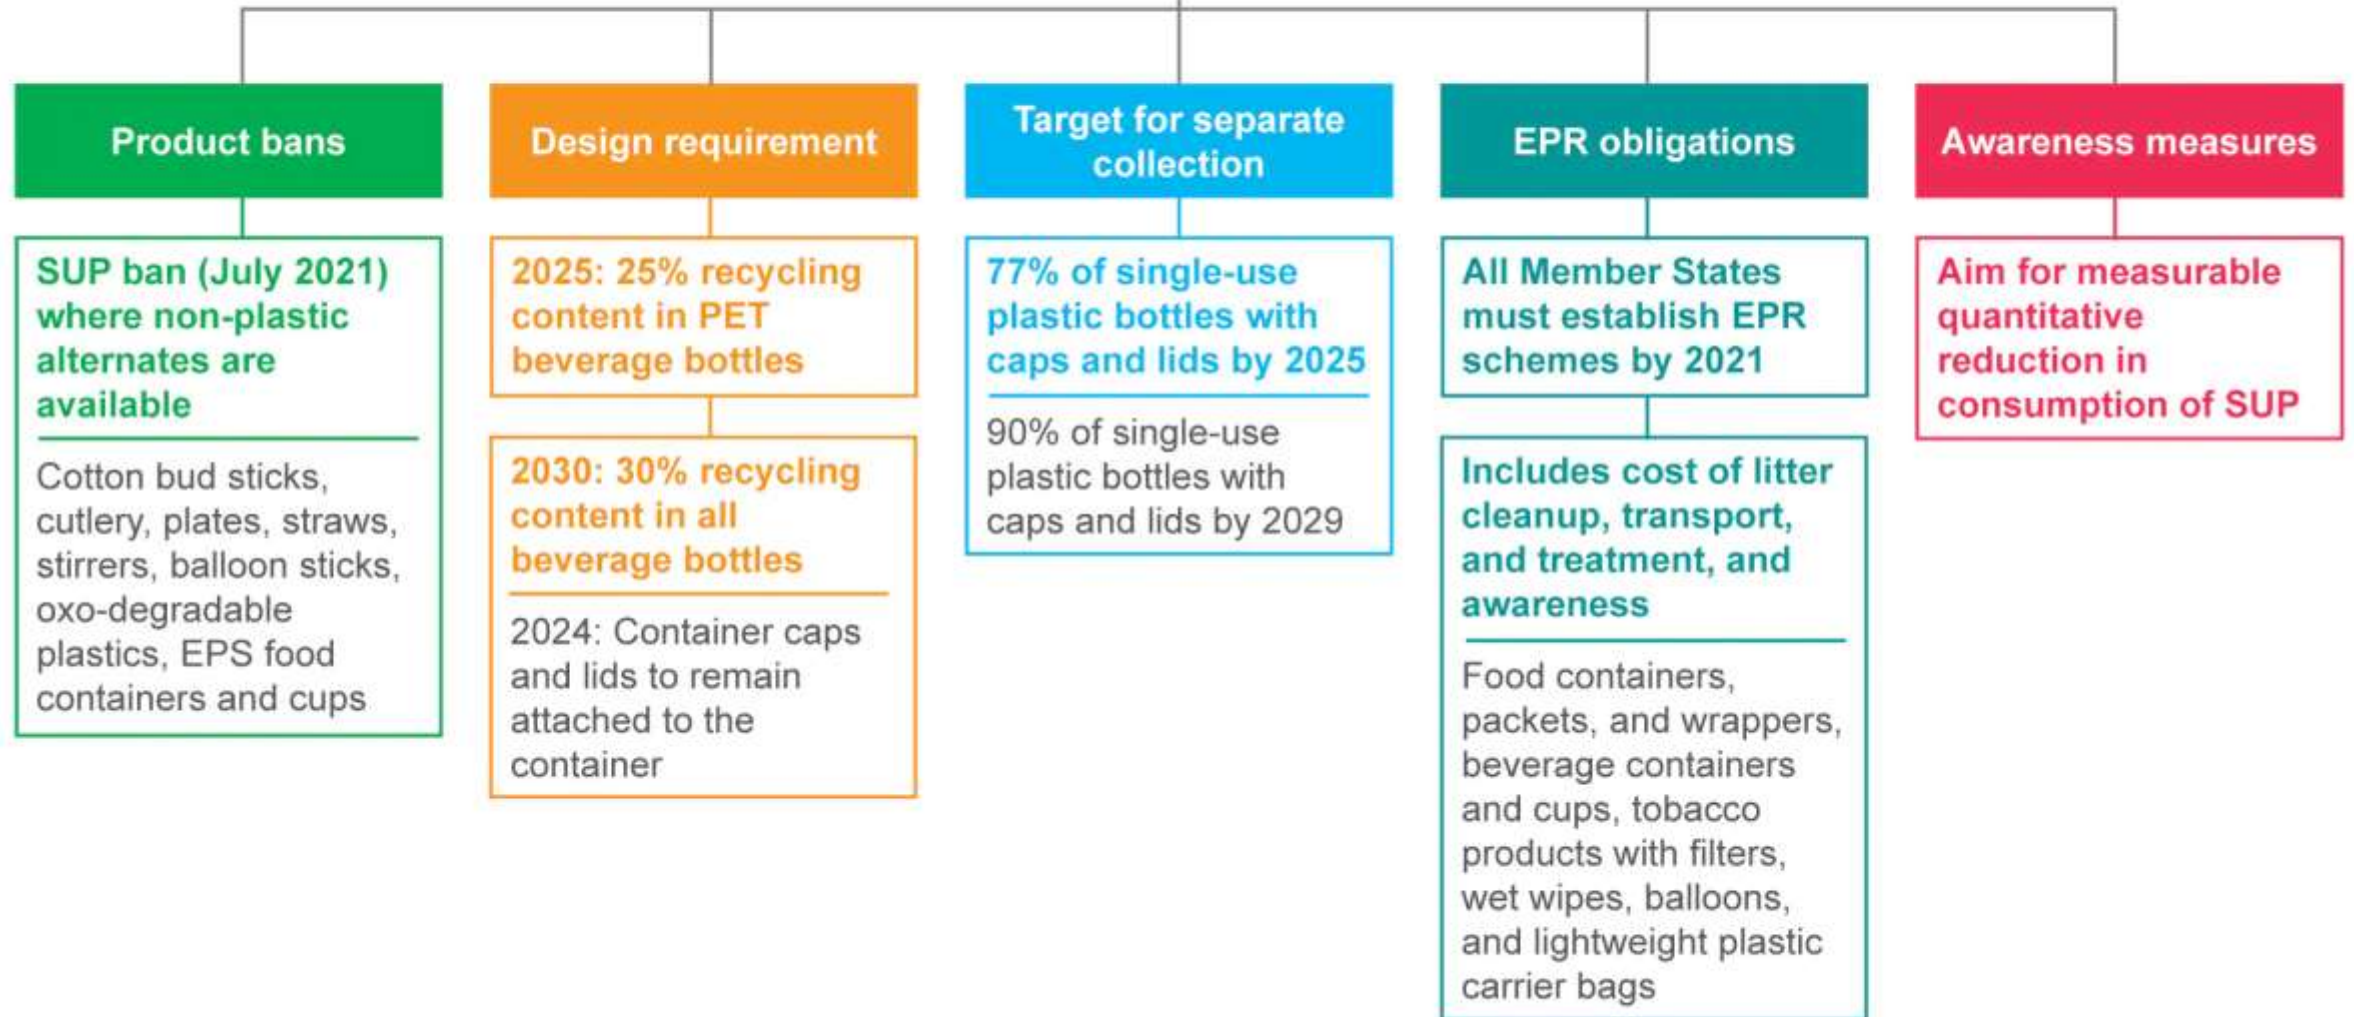 Product bans
SUP ban (July 2021)
where non-plastic
alternates are
available
Cotton bud sticks,
cutlery, plates, straws,
stirrers, balloon sticks,
oxo-degradable
plastics, EPS food
containers and cups
Design requirement
2025: 25% recycling
content in PET
beverage bottles
2030: 30% recycling
content in all
beverage bottles
2024: Container caps
and lids to remain
attached to the
container
Target for separate
collection
77% of single-use
plastic bottles with
caps and lids by 2025
90% of single-use
plastic bottles with
caps and lids by 2029
EPR obligations
All Member States
must establish EPR
schemes by 2021
Includes cost of litter
cleanup, transport,
and treatment, and
awareness
Food containers,
packets, and wrappers,
beverage containers
and cups, tobacco
products with filters,
wet wipes, balloons,
and lightweight plastic
carrier bags
Awareness measures
Aim for measurable
quantitative
reduction in
consumption of SUP